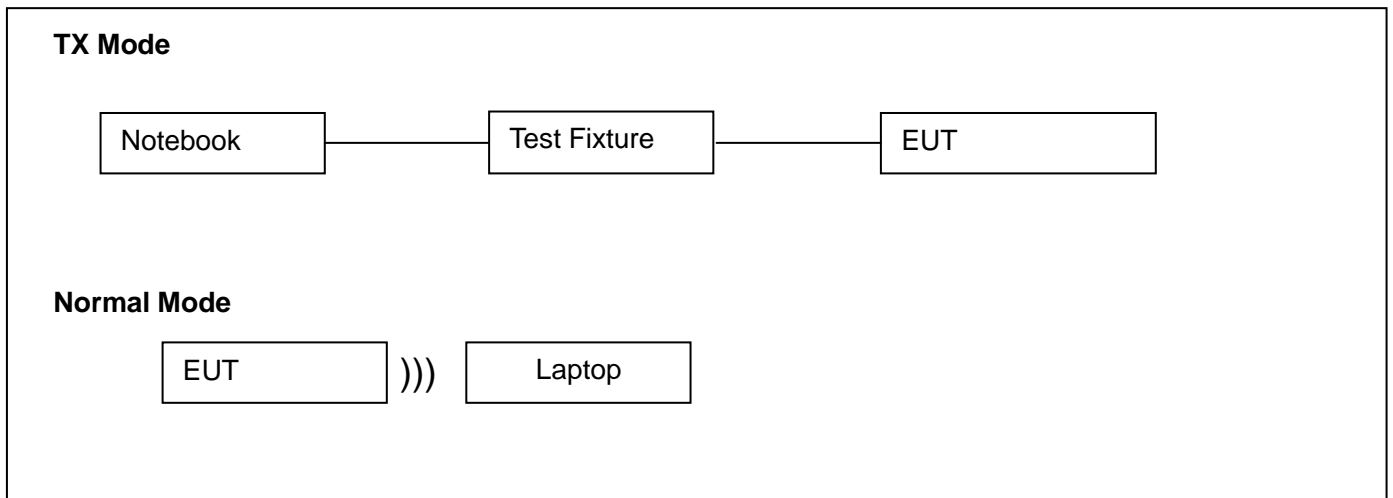 TX Mode
Notebook Test Fixture EUT
Normal Mode
EUT ))) Laptop